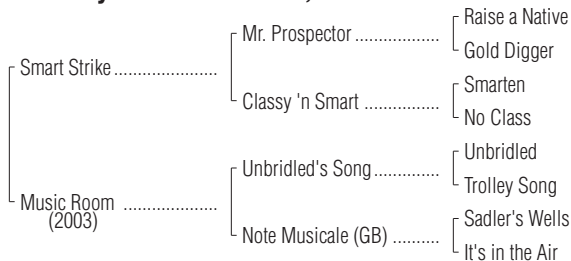 Raise a Native
Mr. Prospector ..................
Gold Digger
Smart Strike ......................
Smarten
Classy 'n Smart ................
No Class
Unbridled
Unbridled's Song ..............
Trolley Song
Music Room ....................
(2003)
Sadler's Wells
Note Musicale (GB) ..........
It's in the Air